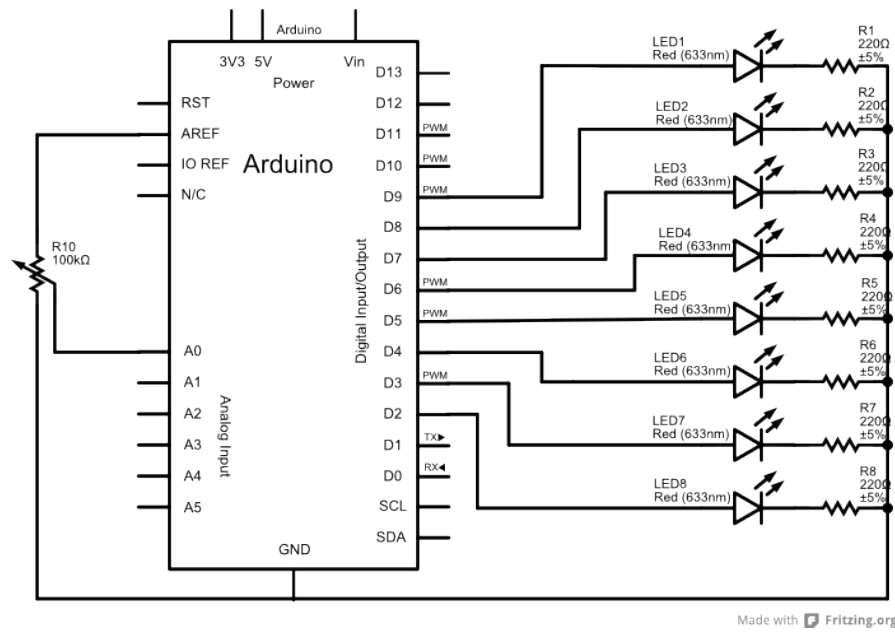 Arduino
3V3 5V Vin
Power
RST
AREF
IO REF
N/C
Arduino
A0
A1
A2
A3
A4
A5
Analog Input
D13
D12
D11 PWM
D10 PWM
D9 PWM
D8
D7
D6 PWM
D5 PWM
D4
D3 PWM
D2
D1 TX
D0 RX
SCL
SDA
Digital Input/Output
GND
R10
100kΩ
LED1
Red (633nm)
R1
220Ω
±5%
LED2
Red (633nm)
R2
220Ω
±5%
LED3
Red (633nm)
R3
220Ω
±5%
LED4
Red (633nm
R4
220Ω
±5%
LED5
Red (633nm)
R5
220Ω
±5%
LED6
Red (633nm)
R6
220Ω
±5%
LED7
Red (633nm)
R7
220Ω
±5%
LED8
Red (633nm)
R8
220Ω
±5%
Made with Fritzing.org